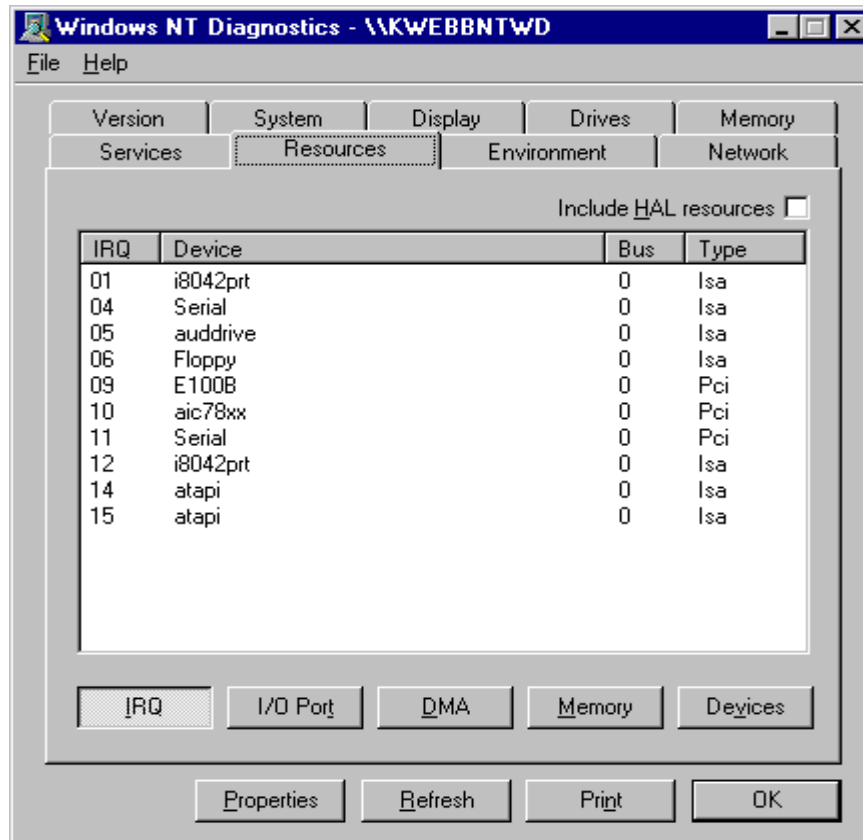 Windows NT Diagnostics - \\KWEBBNTWD
File Help
Version System Display Drives Memory
Services Resources Environment Network
Include HAL resources
IRQ Device Bus Type
01 i8042prt 0 Isa
04 Serial 0 Isa
05 auddrive 0 Isa
06 Floppy 0 Isa
09 E100B 0 Pci
10 aic78xx 0 Pci
11 Serial 0 Pci
12 i8042prt 0 Isa
14 atapi 0 Isa
15 atapi 0 Isa
IRQ I/O Port DMA Memory Devices
Properties Refresh Print OK